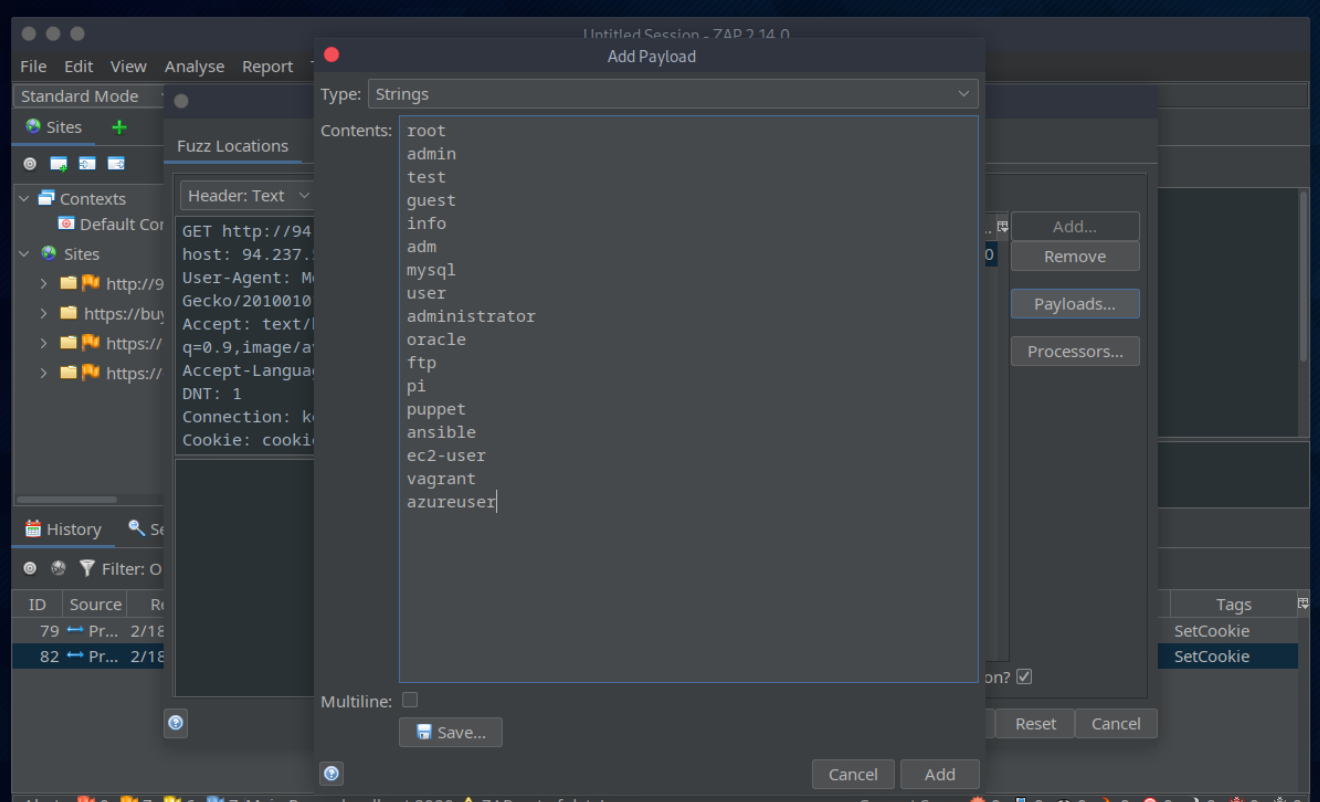 Untitled Session - ZAP 2.14.0
Add Payload
File Edit View Analyse Report
Type: Strings
Standard Mode
Contents:
root
admin
test
guest
info
adm
mysql
user
administrator
oracle
ftp
pi
puppet
ansible
ec2-user
vagrant
azureuser
Sites
Fuzz Locations
Contexts
Header: Text
Default Cor
GET http://94
host: 94.237.
User-Agent: M
Gecko/2010010
Accept: text/
q=0.9,image/a
Accept-Langua
DNT: 1
Connection: k
Cookie: cooki
Sites
http://9
https://buy
https://
https://
Add...
0
Remove
Payloads...
Processors...
History
Se
Filter: O
ID Source Re Tags
79 Pr... 2/18 SetCookie
82 Pr... 2/18 SetCookie
on?
Multiline:
Save...
Reset Cancel
Cancel Add